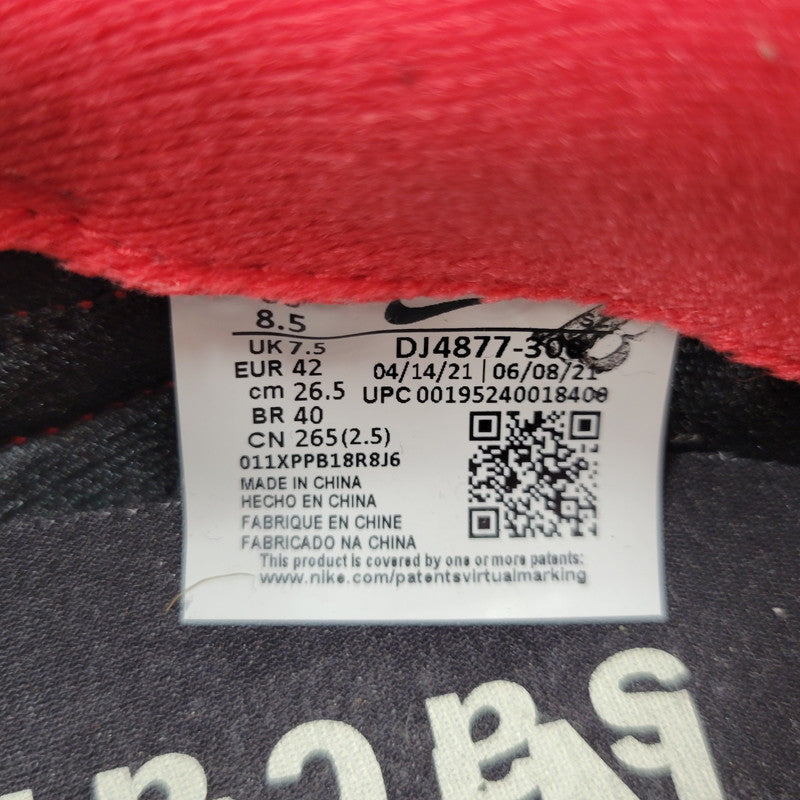 8.5
UK 7.5
EUR 42
cm 26.5
BR 40
CN 265(2.5)
011XPPB18R8J6
MADE IN CHINA
HECHO EN CHINA
FABRIQUE EN CHINE
FABRICADO NA CHINA
04/14/21 | 06/08/21
UPC 00195240018400
This product is covered by one or more patents:
www.nike.com/patentsvirtualmarking